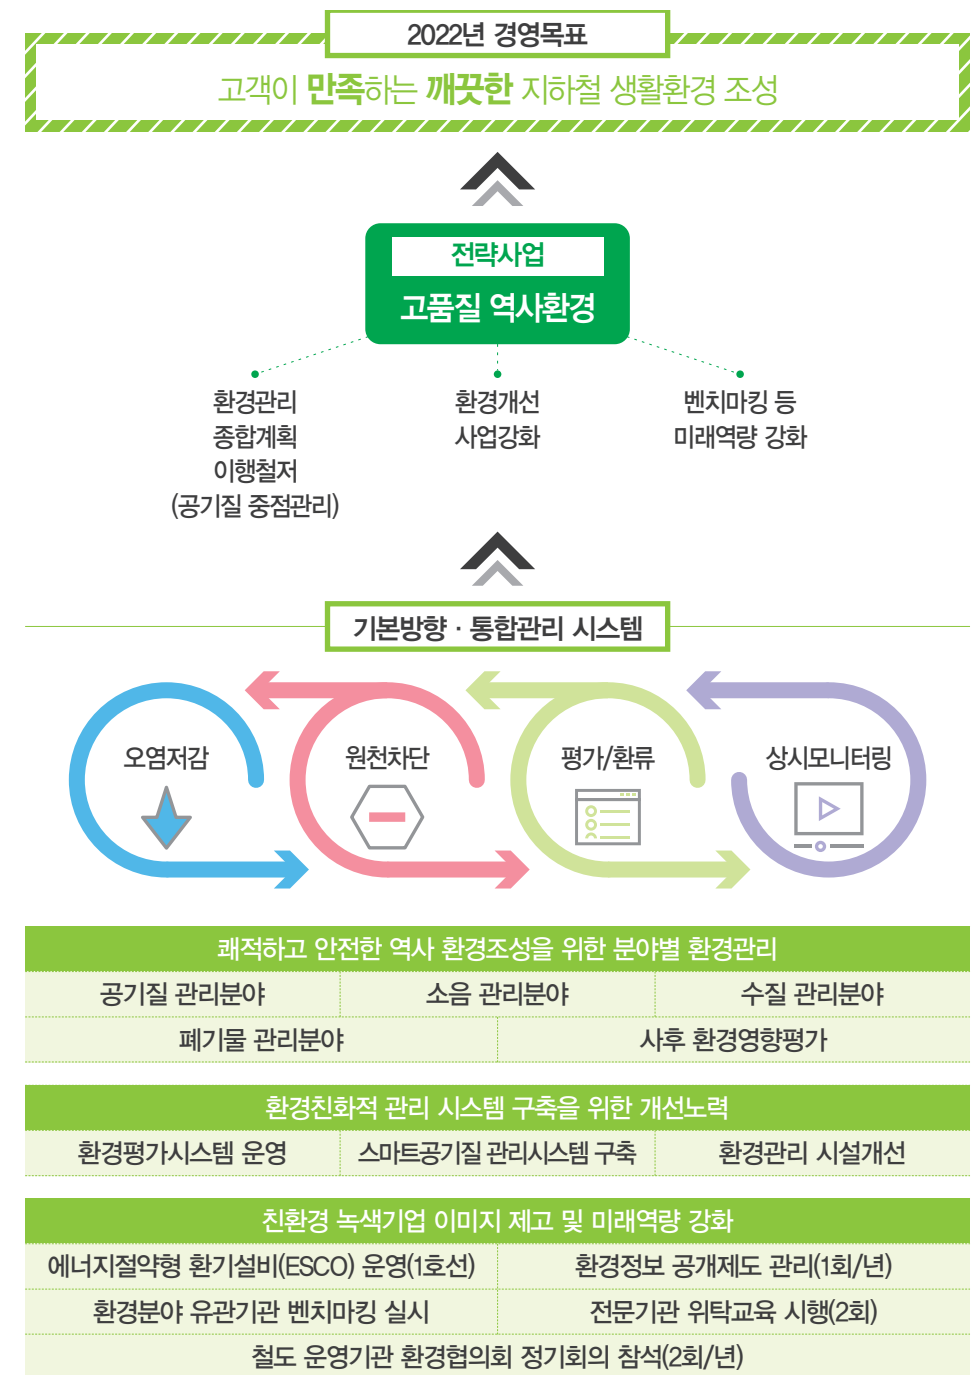 2022년 경영목표
고객이 만족하는 깨끗한 지하철 생활환경 조성
전략사업
고품질 역사환경
환경관리
종합계획
이행철저
(공기질 중점관리)
환경개선
사업강화
벤치마킹 등
미래역량 강화
기본방향 · 통합관리 시스템
오염저감
원천차단
평가/환류
상시모니터링
쾌적하고 안전한 역사 환경조성을 위한 분야별 환경관리
공기질 관리분야
소음 관리분야
수질 관리분야
폐기물 관리분야
사후 환경영향평가
환경친화적 관리 시스템 구축을 위한 개선노력
환경평가시스템 운영
스마트공기질 관리시스템 구축
환경관리 시설개선
친환경 녹색기업 이미지 제고 및 미래역량 강화
에너지절약형 환기설비(ESCO) 운영(1호선)
환경정보 공개제도 관리(1회/년)
환경분야 유관기관 벤치마킹 실시
전문기관 위탁교육 시행(2회)
철도 운영기관 환경협의회 정기회의 참석(2회/년)